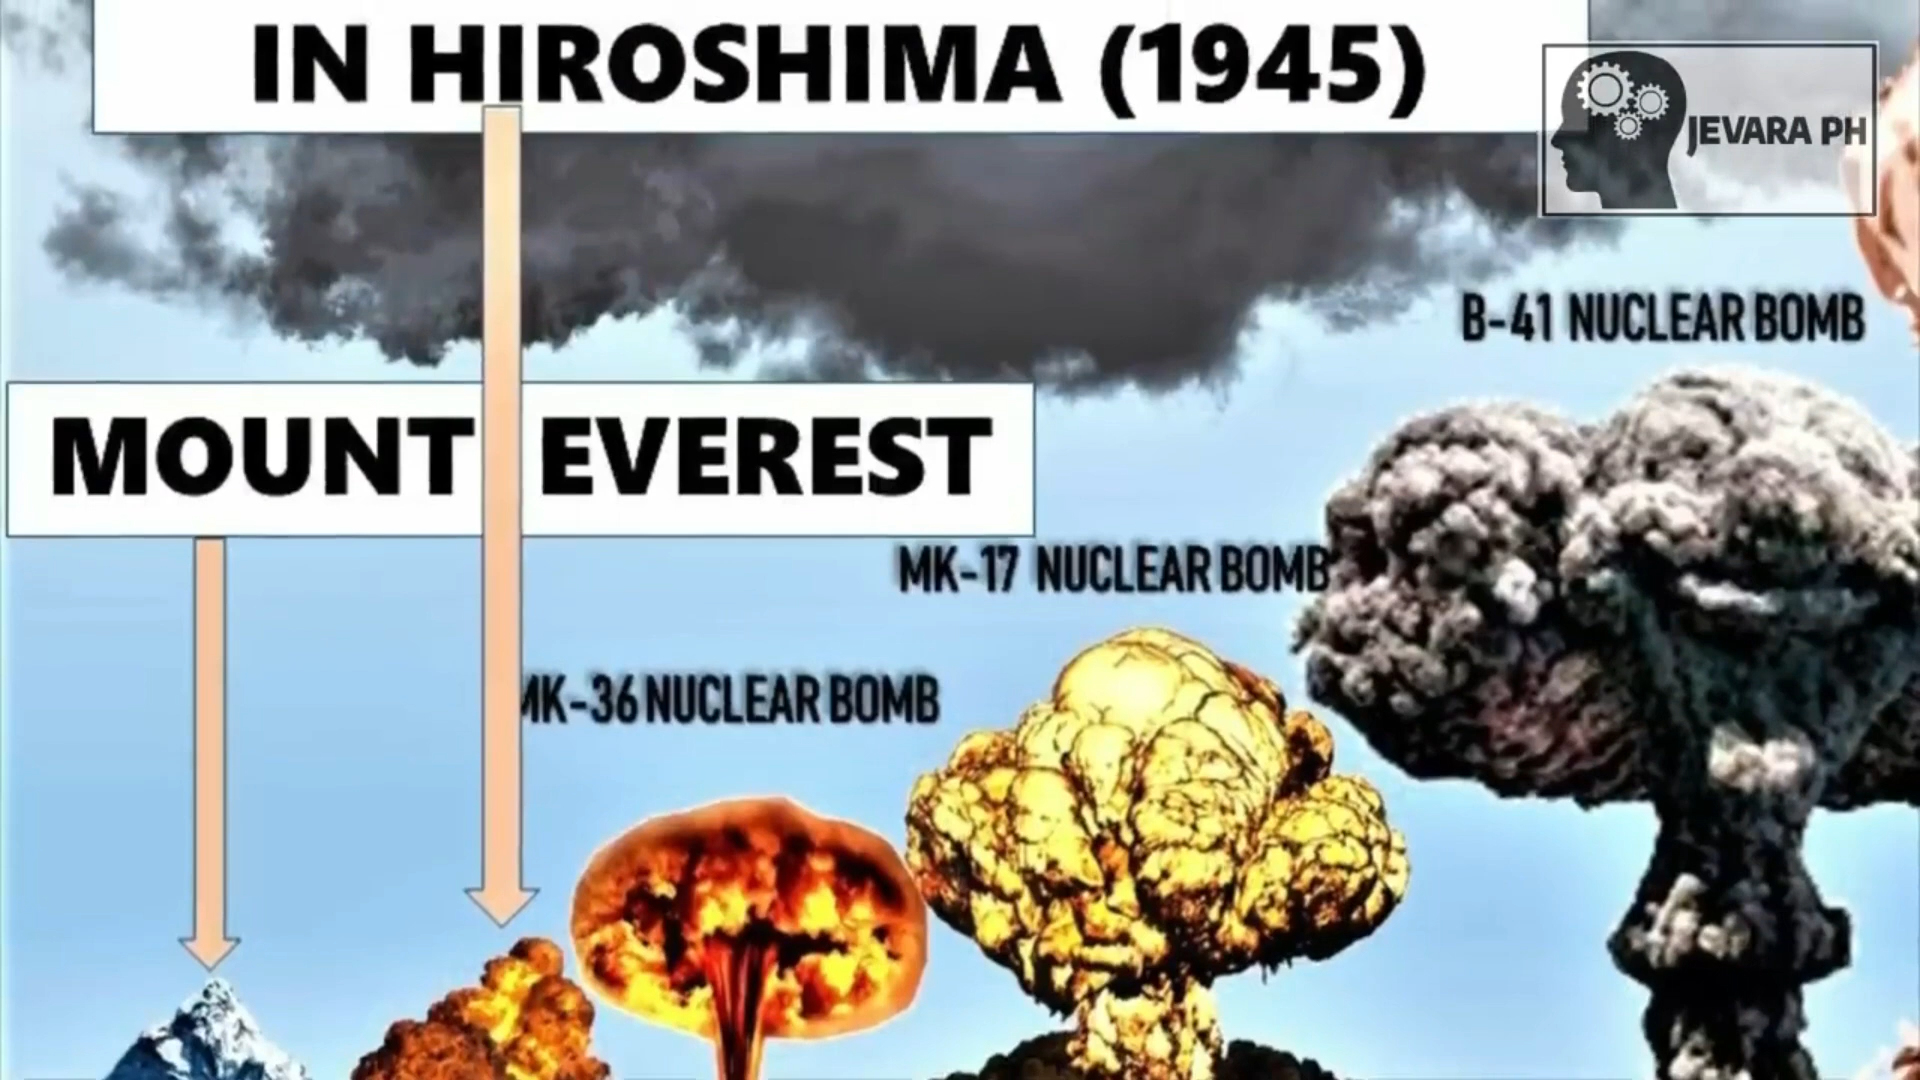 IN HIROSHIMA (1945)
JEVARA PH
B-41 NUCLEAR BOMB
MOUNT EVEREST
MK-17 NUCLEAR BOMB
MK-36 NUCLEAR BOMB